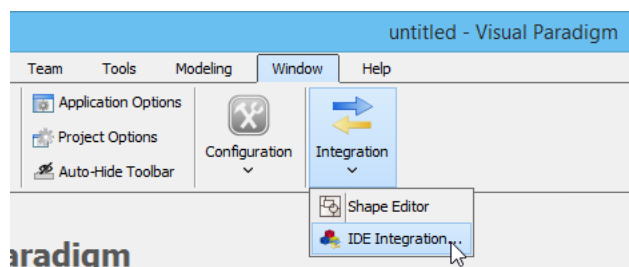 untitled - Visual Paradigm
Team Tools Modeling Window Help
Application Options
Project Options
Auto-Hide Toolbar
Configuration
Integration
Shape Editor
IDE Integration...
aradigm